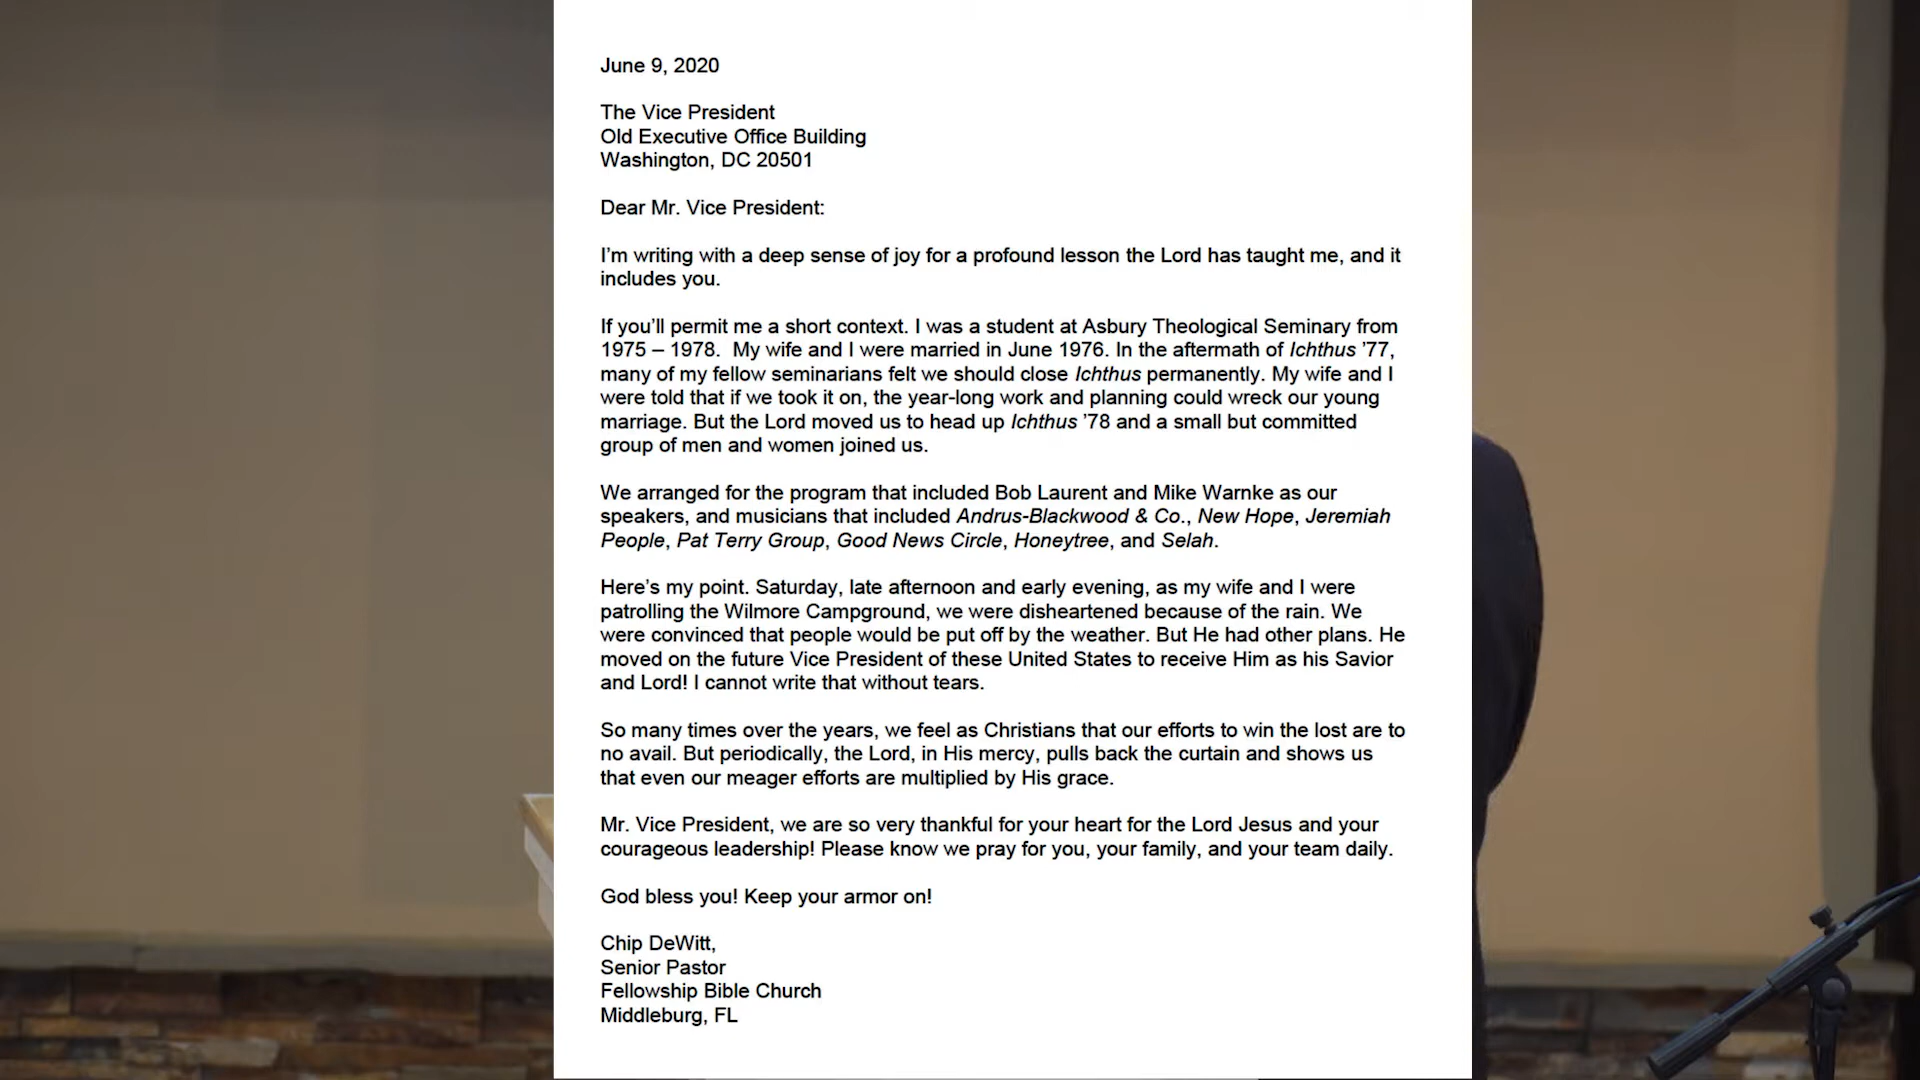 June 9, 2020
The Vice President
Old Executive Office Building
Washington, DC 20501
Dear Mr. Vice President:
I'm writing with a deep sense of joy for a profound lesson the Lord has taught me, and it
includes you.
If you'll permit me a short context. I was a student at Asbury Theological Seminary from
1975 – 1978.  My wife and I were married in June 1976. In the aftermath of Ichthus '77,
many of my fellow seminarians felt we should close Ichthus permanently. My wife and I
were told that if we took it on, the year-long work and planning could wreck our young
marriage. But the Lord moved us to head up Ichthus '78 and a small but committed
group of men and women joined us.
We arranged for the program that included Bob Laurent and Mike Warnke as our
speakers, and musicians that included Andrus-Blackwood & Co., New Hope, Jeremiah
People, Pat Terry Group, Good News Circle, Honeytree, and Selah.
Here's my point. Saturday, late afternoon and early evening, as my wife and I were
patrolling the Wilmore Campground, we were disheartened because of the rain. We
were convinced that people would be put off by the weather. But He had other plans. He
moved on the future Vice President of these United States to receive Him as his Savior
and Lord! I cannot write that without tears.
So many times over the years, we feel as Christians that our efforts to win the lost are to
no avail. But periodically, the Lord, in His mercy, pulls back the curtain and shows us
that even our meager efforts are multiplied by His grace.
Mr. Vice President, we are so very thankful for your heart for the Lord Jesus and your
courageous leadership! Please know we pray for you, your family, and your team daily.
God bless you! Keep your armor on!
Chip DeWitt,
Senior Pastor
Fellowship Bible Church
Middleburg, FL